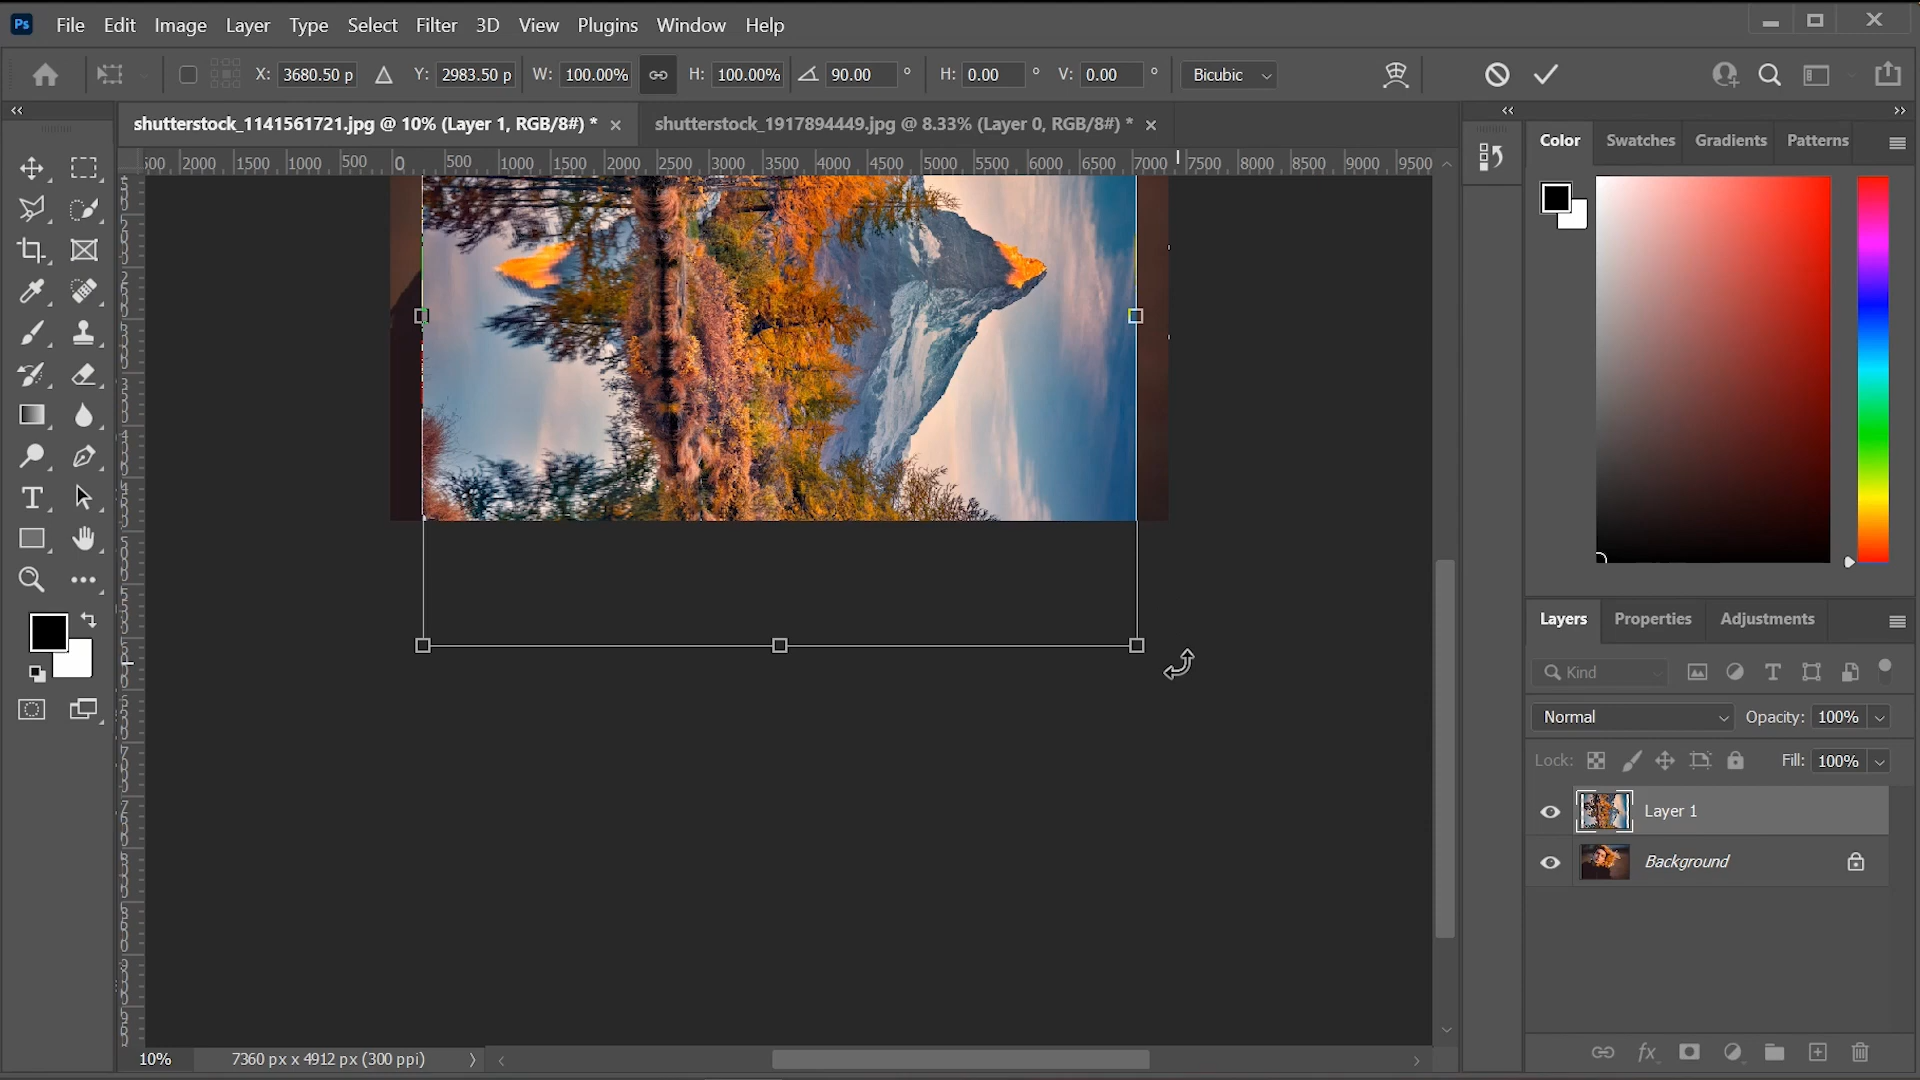 Ps File Edit Image Layer Type Select Filter 3D View Plugins Window Help
X: 3680.50 p Y: 2983.50 p W: 100.00% H: 100.00% 90.00 ° H: 0.00 ° V: 0.00 ° Bicubic
shutterstock_1141561721.jpg @ 10% (Layer 1, RGB/8#) * shutterstock_1917894449.jpg @ 8.33% (Layer 0, RGB/8#) *
500 2000 1500 1000 500 0 500 1000 1500 2000 2500 3000 3500 4000 4500 5000 5500 6000 6500 7000 7500 8000 8500 9000 9500
Color Swatches Gradients Patterns
Layers Properties Adjustments
Kind
Normal Opacity: 100%
Lock: Fill: 100%
Layer 1
Background
fx
10% 7360 px x 4912 px (300 ppi)